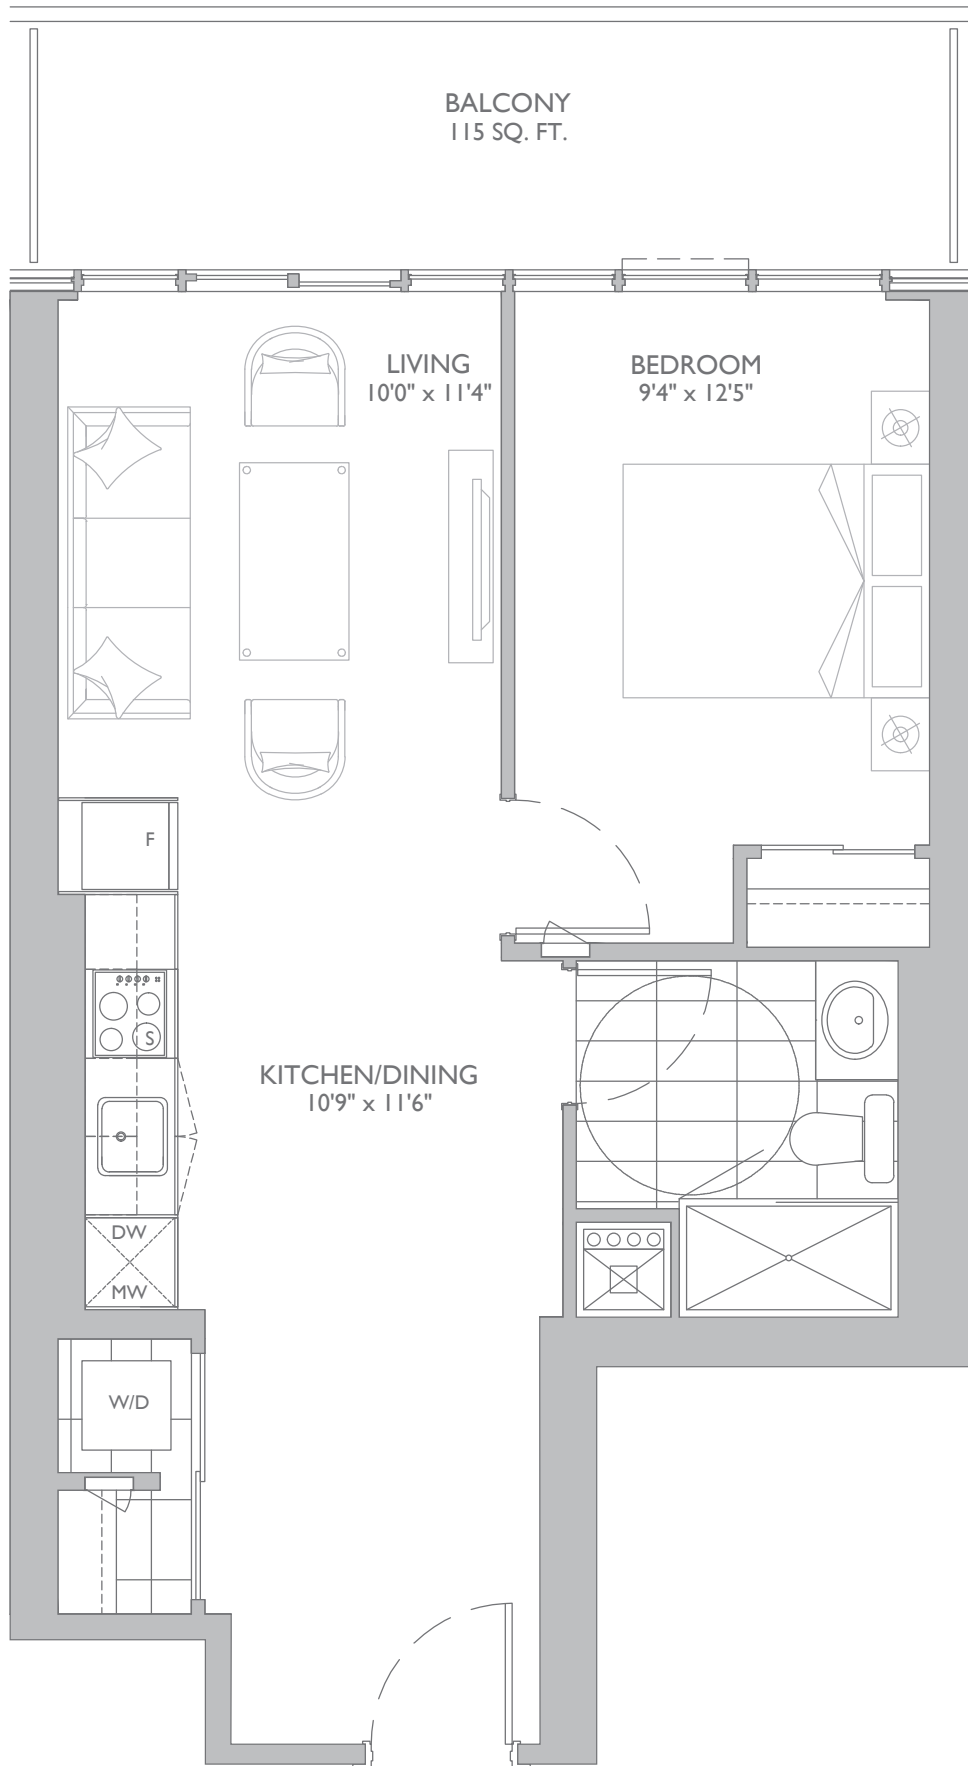 BALCONY
115 SQ. FT.
LIVING
10'0" x 11'4"
BEDROOM
9'4" x 12'5"
F
S
KITCHEN/DINING
10'9" x 11'6"
DW
MW
W/D